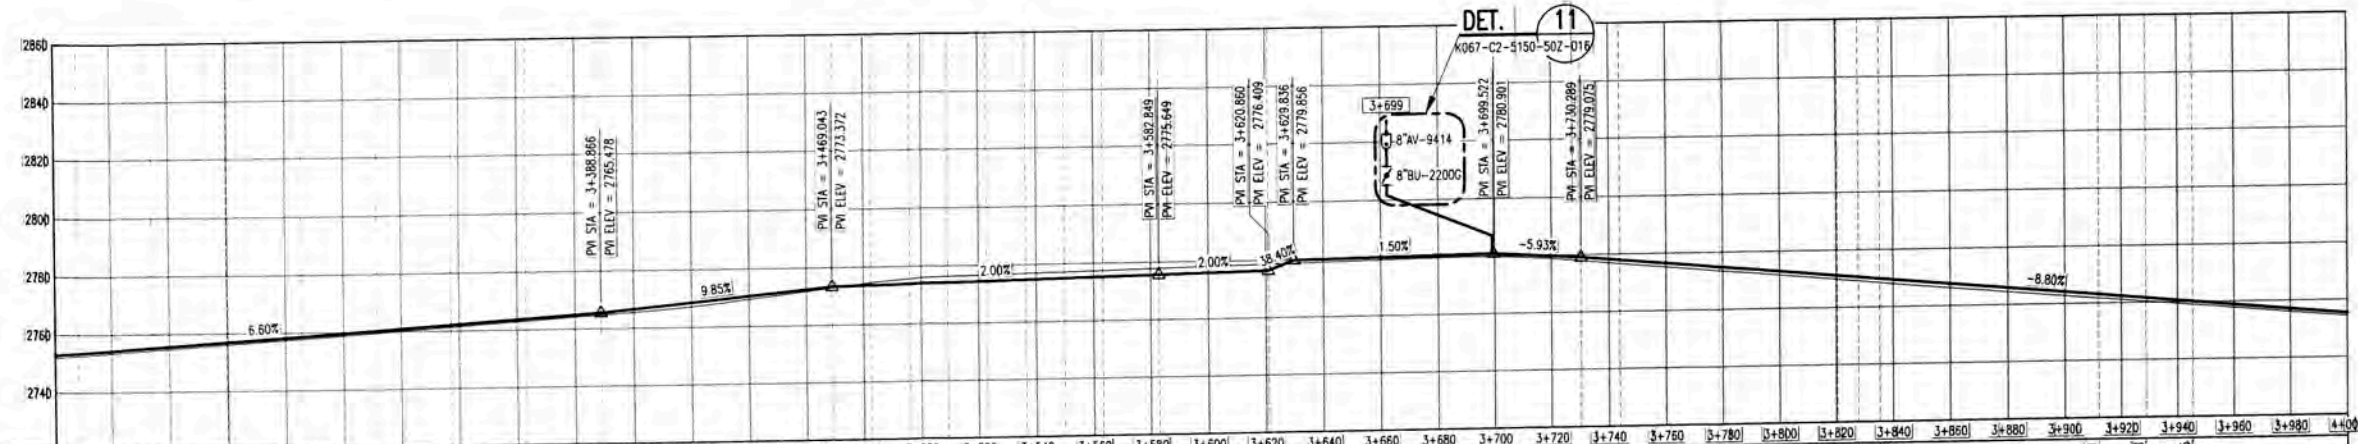 DET. 11
K067-C2-5150-50Z-016
2860
2840
2820
2800
2780
2760
2740
PVI STA = 3+388.866
PVI ELEV = 2765.478
PVI STA = 3+469.043
PVI ELEV = 2773.372
PVI STA = 3+582.849
PVI ELEV = 2775.649
PVI STA = 3+620.860
PVI ELEV = 2776.409
PVI STA = 3+629.836
PVI ELEV = 2779.856
3+699
8"AV-9414
8"BU-2200G
PVI STA = 3+699.522
PVI ELEV = 2780.901
PVI STA = 3+730.289
PVI ELEV = 2779.075
6.60%
9.85%
2.00%
2.00%
38.40%
1.50%
-5.93%
-8.80%
3+560 3+580 3+600 3+620 3+640 3+660 3+680 3+700 3+720 3+740 3+760 3+780 3+800 3+820 3+840 3+860 3+880 3+900 3+920 3+940 3+960 3+980 4+00